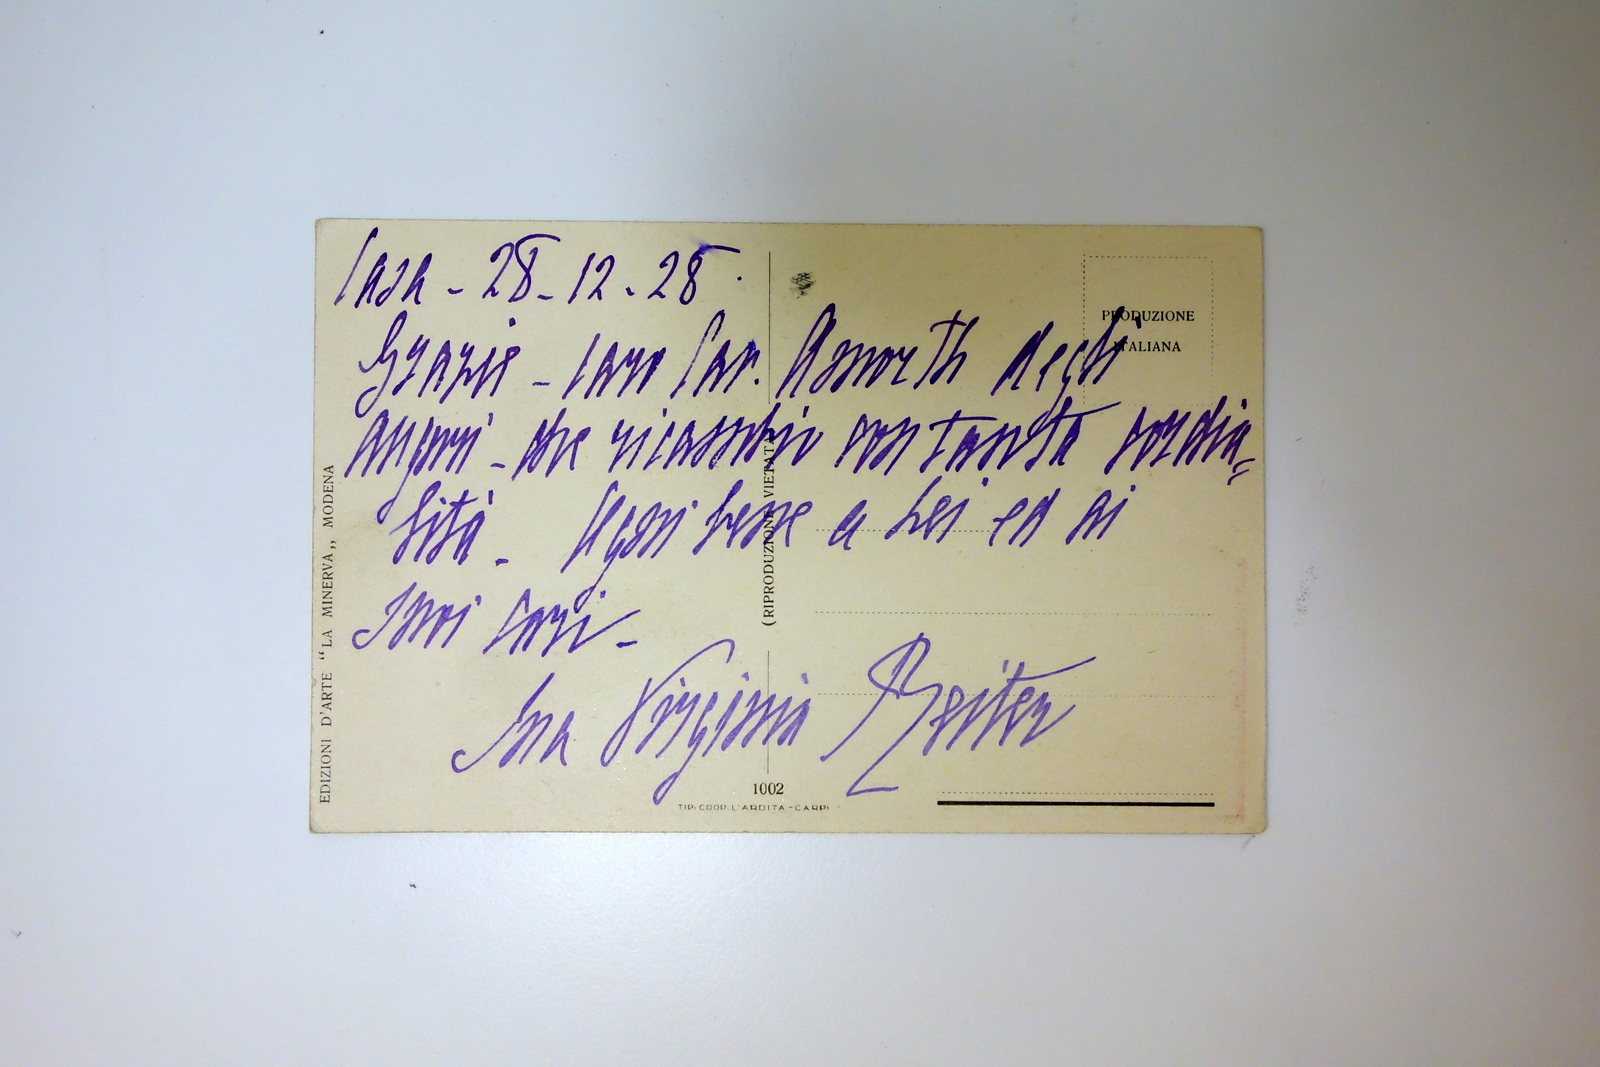 Casa - 28 - 12 - 28.
Grazie - caro Cav. Asmorth degli
auguri - che ricambio con tanta cordia=
lità - Ogni bene a Lei ed ai
suoi cari -
Sua Virginia Reiter
PRODUZIONE
ITALIANA
EDIZIONI D'ARTE "LA MINERVA„ MODENA
(RIPRODUZIONE VIETATA)
1002
TIP. COOP. L'ARDITA - CARPI